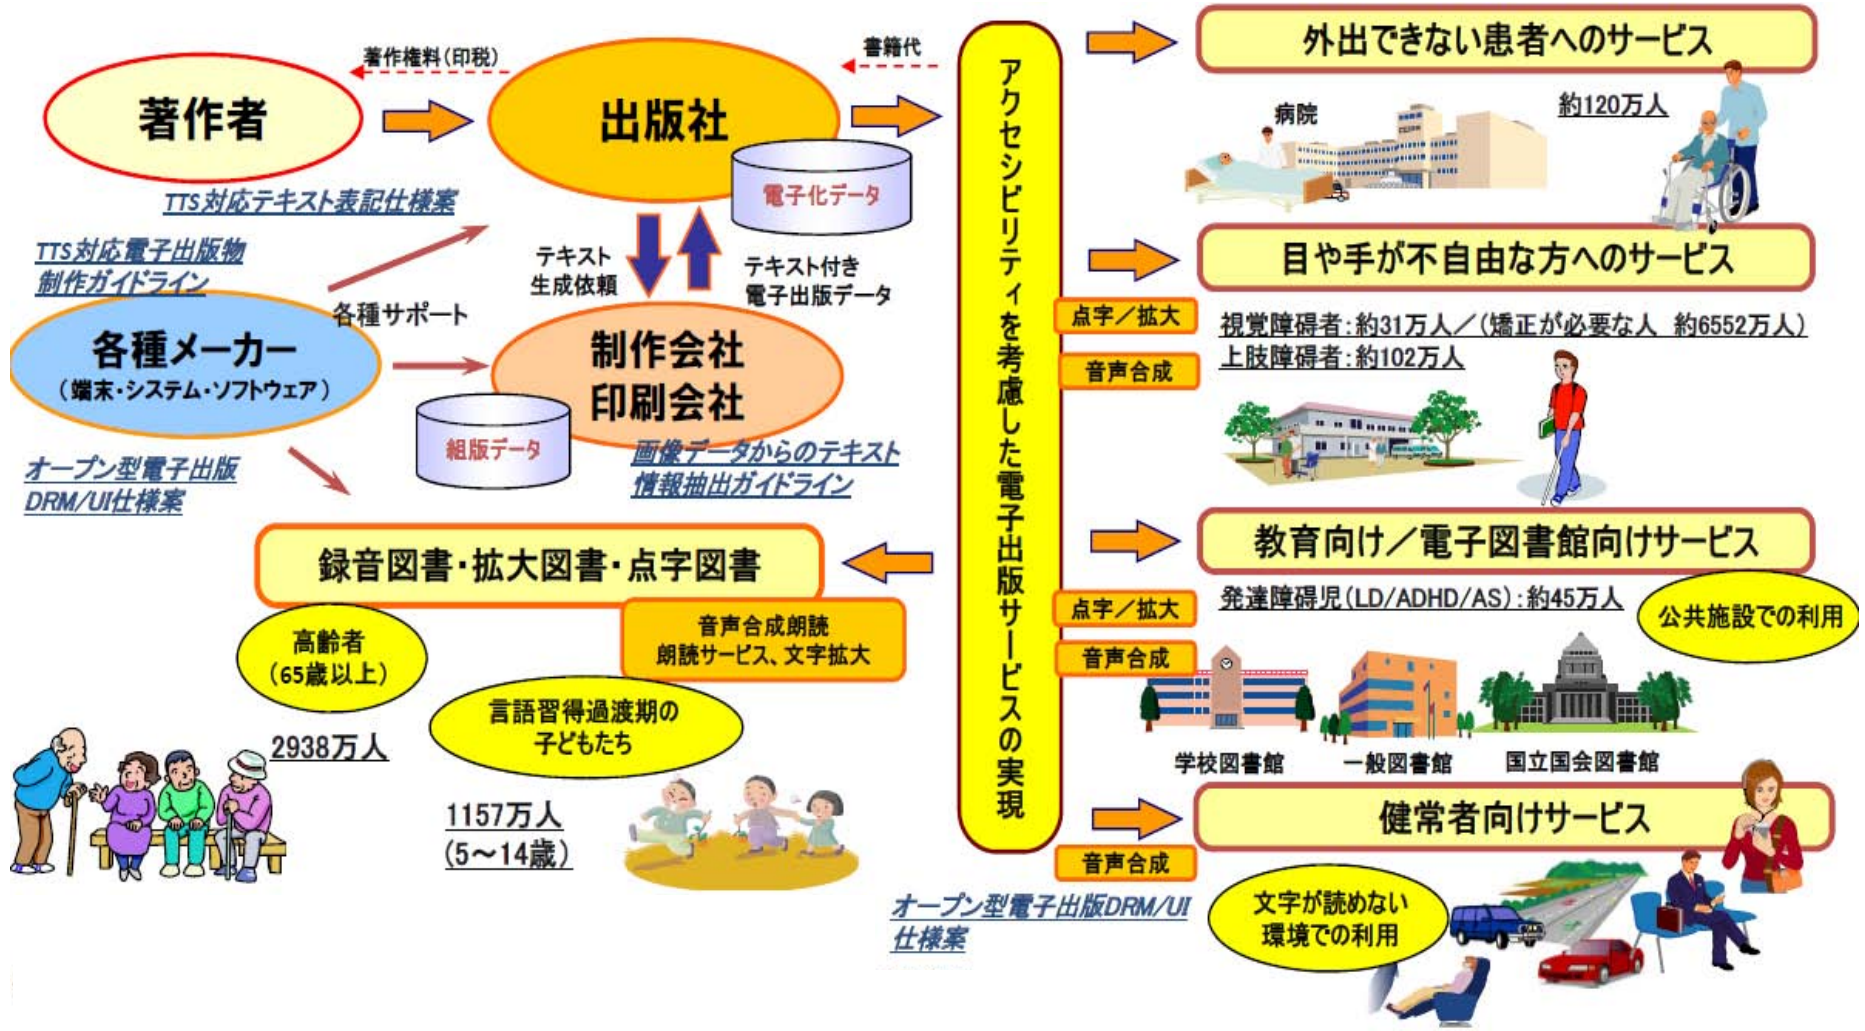 著作権料(印税)
著作者
出版社
書籍代
電子化データ
TTS対応テキスト表記仕様案
TTS対応電子出版物
制作ガイドライン
テキスト
生成依頼
テキスト付き
電子出版データ
各種サポート
各種メーカー
(端末・システム・ソフトウェア)
制作会社
印刷会社
組版データ
画像データからのテキスト
情報抽出ガイドライン
オープン型電子出版
DRM/UI仕様案
録音図書・拡大図書・点字図書
音声合成朗読
朗読サービス、文字拡大
高齢者
(65歳以上)
2938万人
言語習得過渡期の
子どもたち
1157万人
(5～14歳)
アクセシビリティを考慮した電子出版サービスの実現
外出できない患者へのサービス
病院
約120万人
目や手が不自由な方へのサービス
点字／拡大
音声合成
視覚障碍者:約31万人／(矯正が必要な人 約6552万人)
上肢障碍者:約102万人
教育向け／電子図書館向けサービス
点字／拡大
音声合成
発達障碍児(LD/ADHD/AS):約45万人
公共施設での利用
学校図書館
一般図書館
国立国会図書館
健常者向けサービス
音声合成
オープン型電子出版DRM/UI
仕様案
文字が読めない
環境での利用